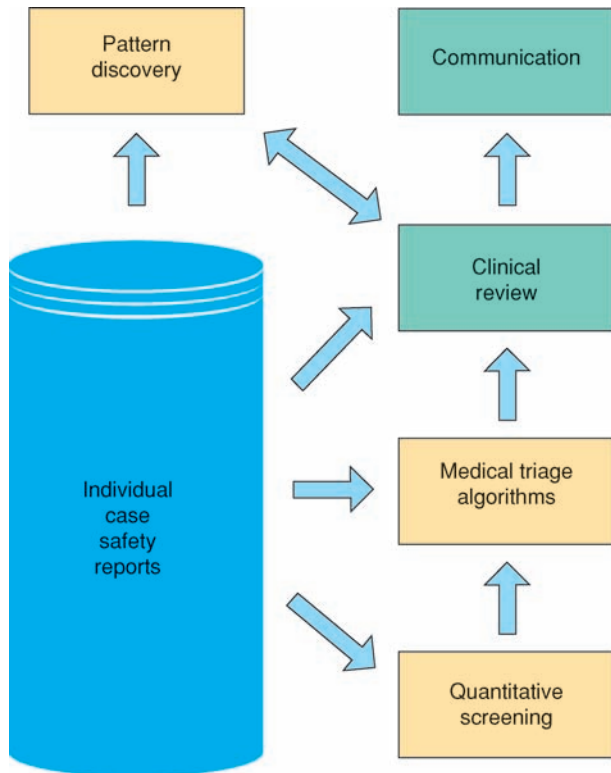 Pattern
discovery
Communication
Clinical
review
Individual
case
safety
reports
Medical triage
algorithms
Quantitative
screening